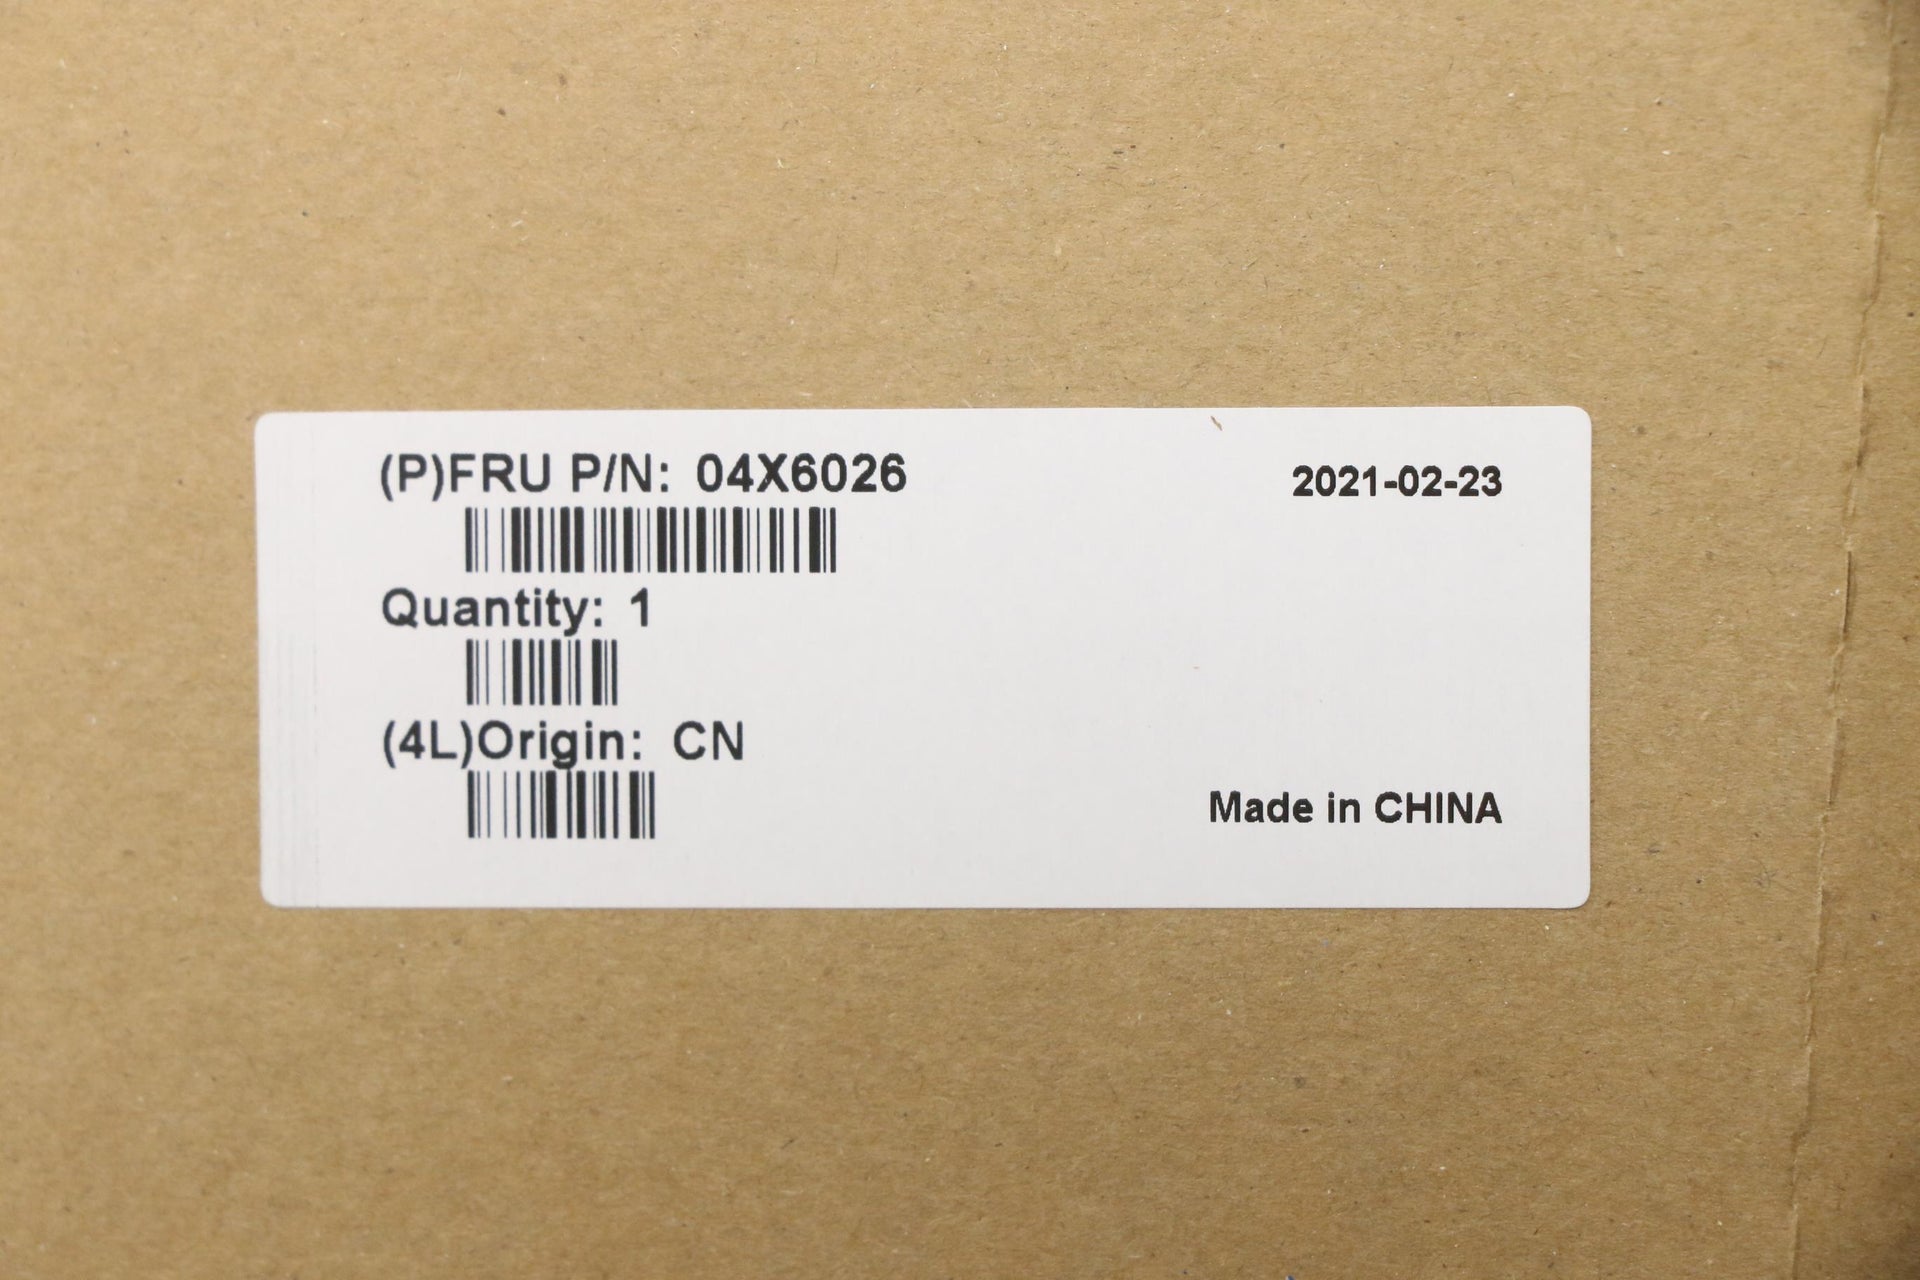 (P)FRU P/N: 04X6026
2021-02-23
Quantity: 1
(4L)Origin: CN
Made in CHINA